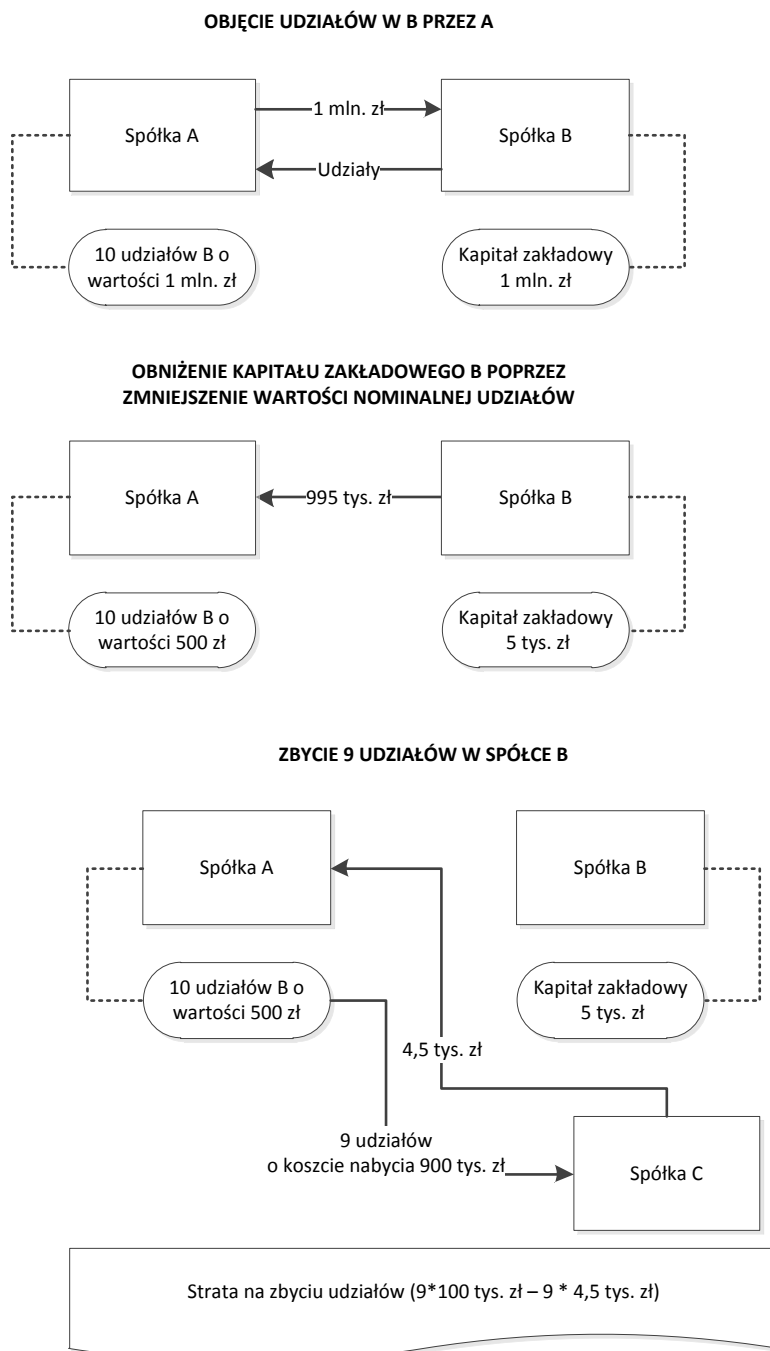 OBJĘCIE UDZIAŁÓW W B PRZEZ A
Spółka A
1 mln. zł
Udziały
Spółka B
10 udziałów B o
wartości 1 mln. zł
Kapitał zakładowy
1 mln. zł
OBNIŻENIE KAPITAŁU ZAKŁADOWEGO B POPRZEZ
ZMNIEJSZENIE WARTOŚCI NOMINALNEJ UDZIAŁÓW
Spółka A
995 tys. zł
Spółka B
10 udziałów B o
wartości 500 zł
Kapitał zakładowy
5 tys. zł
ZBYCIE 9 UDZIAŁÓW W SPÓŁCE B
Spółka A
Spółka B
10 udziałów B o
wartości 500 zł
Kapitał zakładowy
5 tys. zł
4,5 tys. zł
9 udziałów
o koszcie nabycia 900 tys. zł
Spółka C
Strata na zbyciu udziałów (9*100 tys. zł – 9 * 4,5 tys. zł)